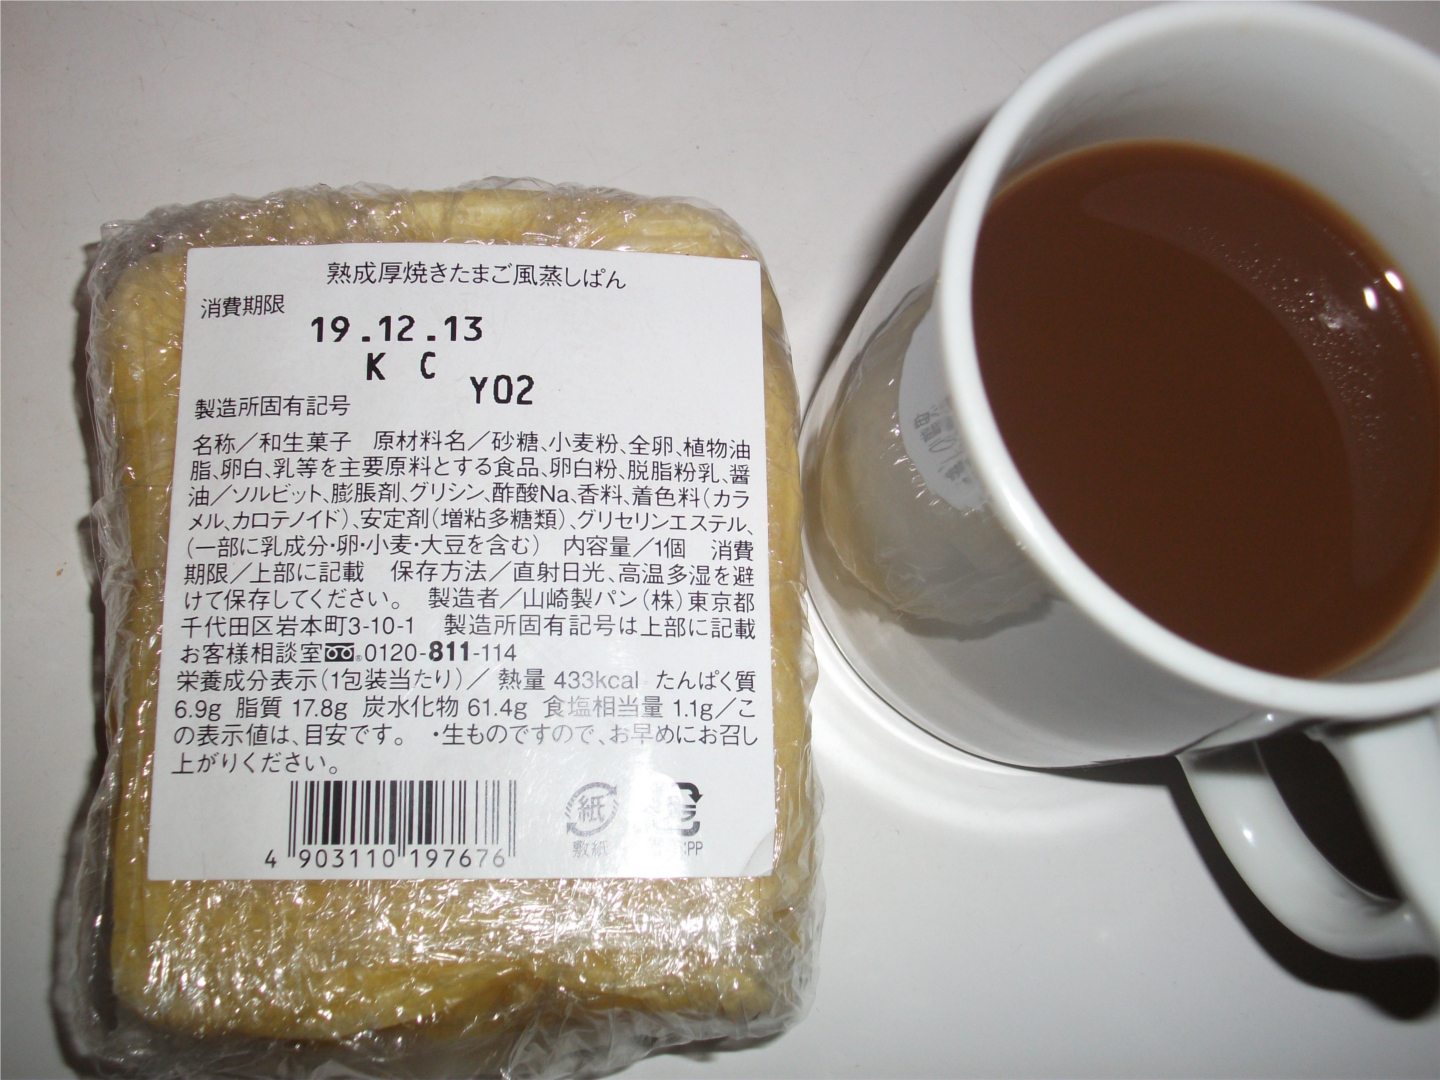 熟成厚焼きたまご風蒸しぱん
消費期限
19.12.13
K C
Y02
製造所固有記号
名称／和生菓子　原材料名／砂糖、小麦粉、全卵、植物油
脂、卵白、乳等を主要原料とする食品、卵白粉、脱脂粉乳、醤
油／ソルビット、膨脹剤、グリシン、酢酸Na、香料、着色料（カラ
メル、カロテノイド）、安定剤（増粘多糖類）、グリセリンエステル、
（一部に乳成分・卵・小麦・大豆を含む）　内容量／1個　消費
期限／上部に記載　保存方法／直射日光、高温多湿を避
けて保存してください。　製造者／山崎製パン（株）東京都
千代田区岩本町3-10-1　製造所固有記号は上部に記載
お客様相談室 0120-811-114
栄養成分表示（1包装当たり）／ 熱量 433kcal たんぱく質
6.9g 脂質 17.8g 炭水化物 61.4g 食塩相当量 1.1g／こ
の表示値は、目安です。　・生ものですので、お早めにお召し
上がりください。
4 903110 197676
紙
敷紙
:PP